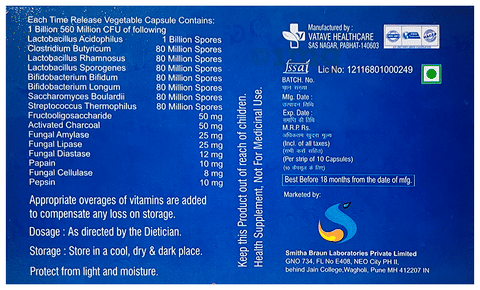 Each Time Release Vegetable Capsule Contains:
1 Billion 560 Million CFU of following
Lactobacillus Acidophilus 1 Billion Spores
Clostridium Butyricum 80 Million Spores
Lactobacillus Rhamnosus 80 Million Spores
Lactobacillus Sporogenes 80 Million Spores
Bifidobacterium Bifidum 80 Million Spores
Bifidobacterium Longum 80 Million Spores
Saccharomyces Boulardii 80 Million Spores
Streptococcus Thermophilus 80 Million Spores
Fructooligosaccharide 50 mg
Activated Charcoal 50 mg
Fungal Amylase 25 mg
Fungal Lipase 25 mg
Fungal Diastase 12 mg
Papain 10 mg
Fungal Cellulase 8 mg
Pepsin 10 mg
Appropriate overages of vitamins are added
to compensate any loss on storage.
Dosage : As directed by the Dietician.
Storage : Store in a cool, dry & dark place.
Protect from light and moisture.
Keep this Product out of reach of children.
Health Supplement, Not For Medicinal Use.
Manufactured by :
VATAVE HEALTHCARE
SAS NAGAR, PABHAT-140603
fssai Lic No: 12116801000249
BATCH. No.
Mfg. Date :
उत्पादन तिथि
Exp. Date :
समाप्ति की तिथि
M.R.P. Rs.
अधिकतम खुदरा मूल्य
(Incl. of all taxes)
(सभी करों सहित)
(Per strip of 10 Capsules)
Best Before 18 months from the date of mfg.
Marketed by:
Smitha Braun Laboratories Private Limited
GNO 734, FL No E408, NEO City PH II,
behind Jain College,Wagholi, Pune MH 412207 IN